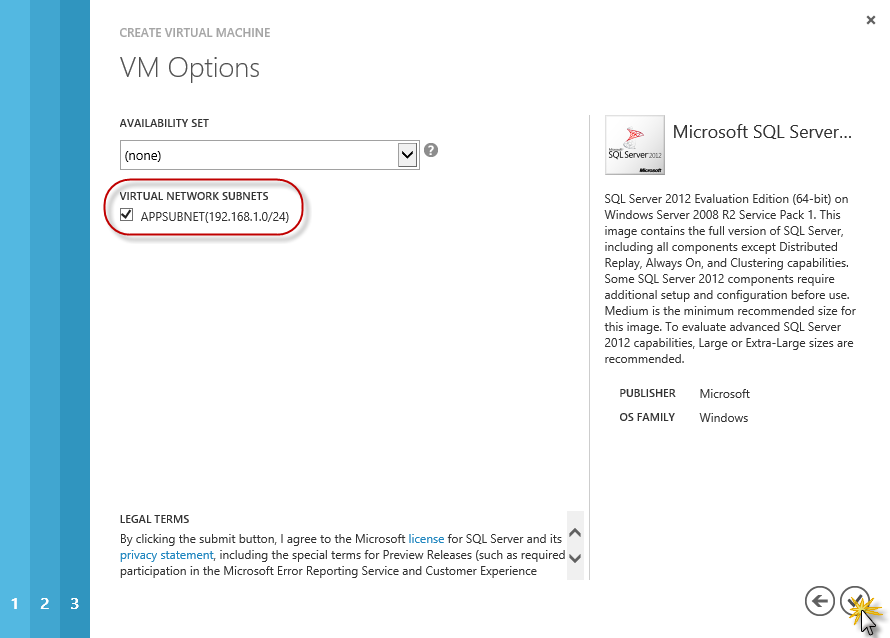 CREATE VIRTUAL MACHINE
VM Options
AVAILABILITY SET
(none)
?
VIRTUAL NETWORK SUBNETS
APPSUBNET(192.168.1.0/24)
LEGAL TERMS
By clicking the submit button, I agree to the Microsoft license for SQL Server and its
privacy statement, including the special terms for Preview Releases (such as required
participation in the Microsoft Error Reporting Service and Customer Experience
Microsoft SQL Server...
Microsoft
SQL Server 2012
Microsoft
SQL Server 2012 Evaluation Edition (64-bit) on
Windows Server 2008 R2 Service Pack 1. This
image contains the full version of SQL Server,
including all components except Distributed
Replay, Always On, and Clustering capabilities.
Some SQL Server 2012 components require
additional setup and configuration before use.
Medium is the minimum recommended size for
this image. To evaluate advanced SQL Server
2012 capabilities, Large or Extra-Large sizes are
recommended.
PUBLISHER Microsoft
OS FAMILY Windows
1 2 3